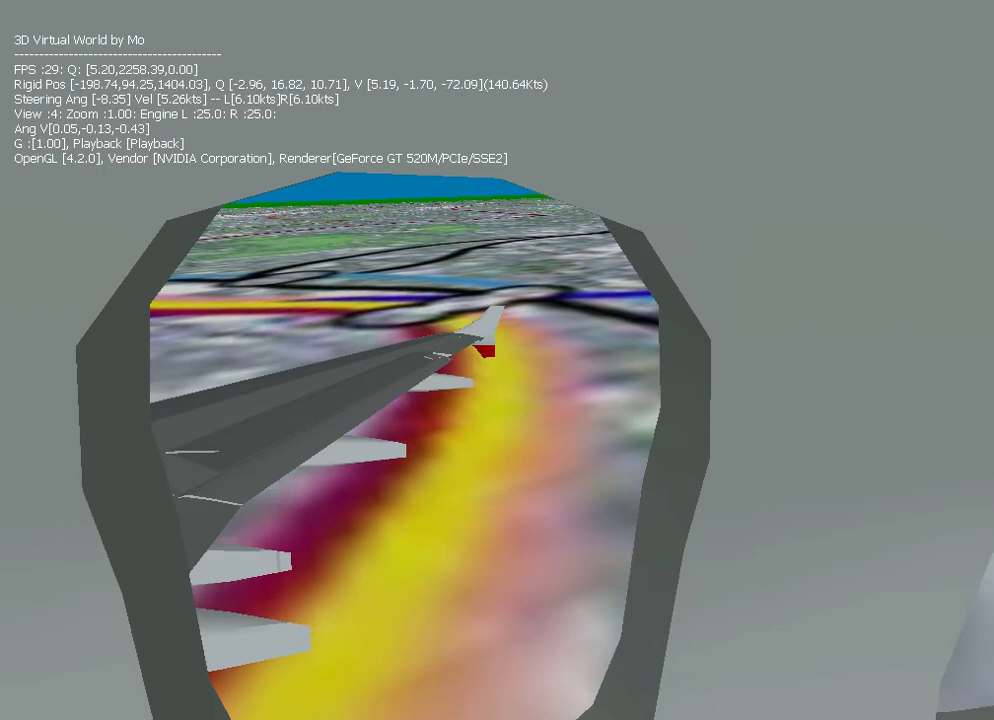 3D Virtual World by Mo
------------------------------------------
FPS :29: Q: [5.20,2258.39,0.00]
Rigid Pos [-198.74,94.25,1404.03], Q [-2.96, 16.82, 10.71], V [5.19, -1.70, -72.09](140.64Kts)
Steering Ang [-8.35] Vel [5.26kts] -- L[6.10kts]R[6.10kts]
View :4: Zoom :1.00: Engine L :25.0: R :25.0:
Ang V[0.05,-0.13,-0.43]
G :[1.00], Playback [Playback]
OpenGL [4.2.0], Vendor [NVIDIA Corporation], Renderer[GeForce GT 520M/PCIe/SSE2]